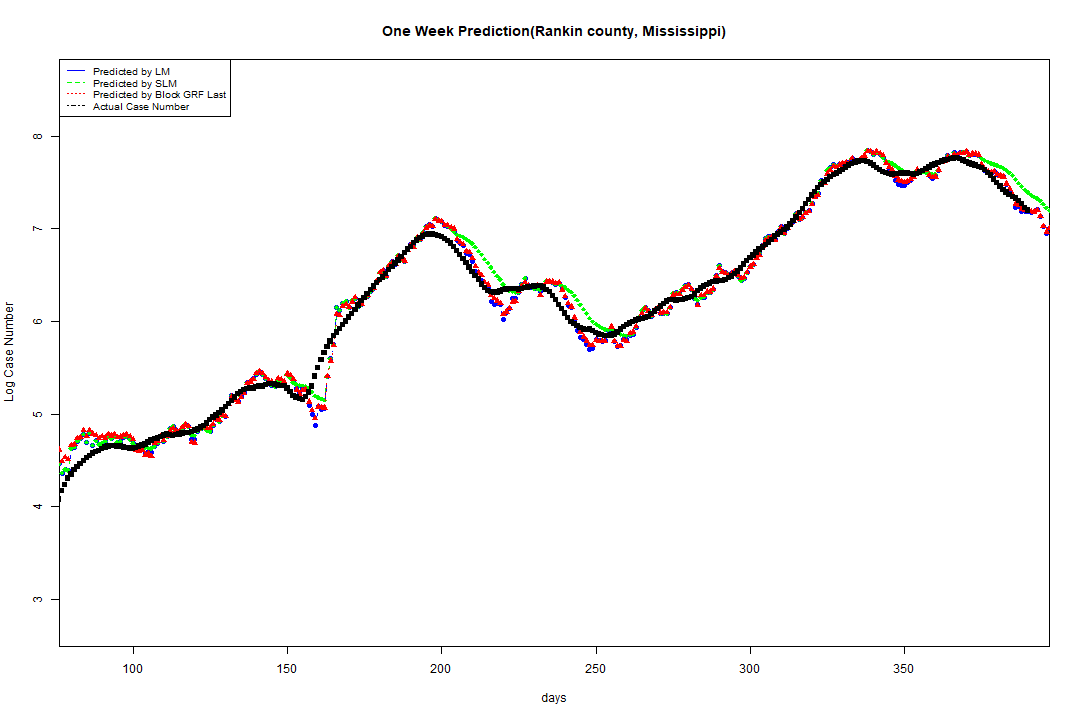 One Week Prediction(Rankin county, Mississippi)
Predicted by LM
Predicted by SLM
Predicted by Block GRF Last
Actual Case Number
8
7
6
5
4
3
Log Case Number
100 150 200 250 300 350
days